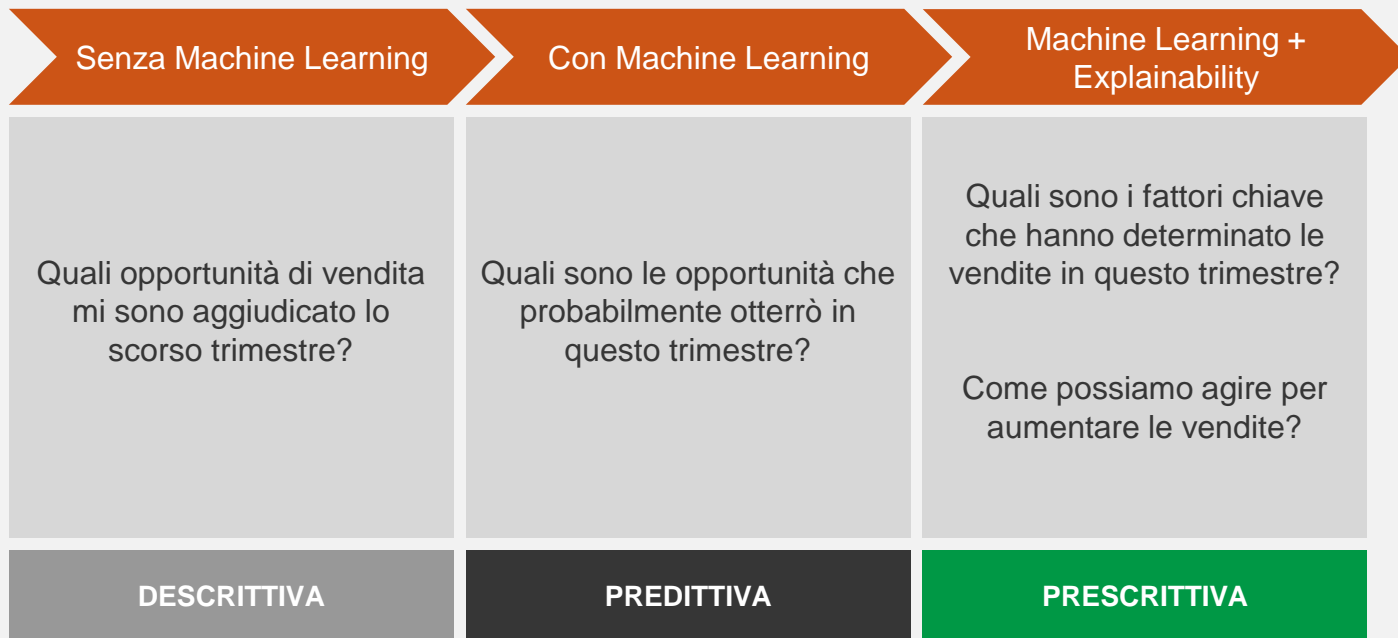 Senza Machine Learning
Con Machine Learning
Machine Learning +
Explainability
Quali opportunità di vendita
mi sono aggiudicato lo
scorso trimestre?
Quali sono le opportunità che
probabilmente otterrò in
questo trimestre?
Quali sono i fattori chiave
che hanno determinato le
vendite in questo trimestre?
Come possiamo agire per
aumentare le vendite?
DESCRITTIVA
PREDITTIVA
PRESCRITTIVA